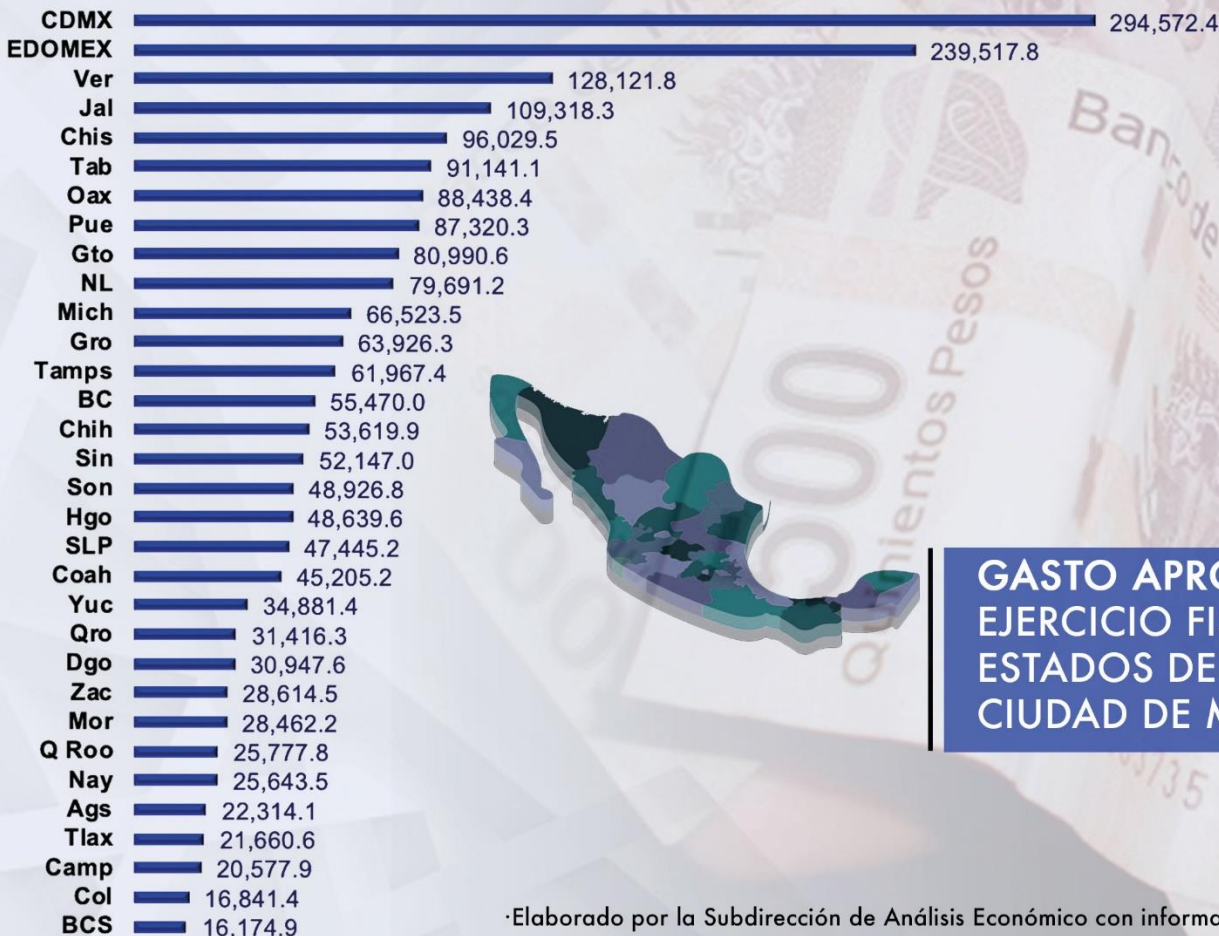 CDMX 294,572.4
EDOMEX 239,517.8
Ver 128,121.8
Jal 109,318.3
Chis 96,029.5
Tab 91,141.1
Oax 88,438.4
Pue 87,320.3
Gto 80,990.6
NL 79,691.2
Mich 66,523.5
Gro 63,926.3
Tamps 61,967.4
BC 55,470.0
Chih 53,619.9
Sin 52,147.0
Son 48,926.8
Hgo 48,639.6
SLP 47,445.2
Coah 45,205.2
Yuc 34,881.4
Qro 31,416.3
Dgo 30,947.6
Zac 28,614.5
Mor 28,462.2
Q Roo 25,777.8
Nay 25,643.5
Ags 22,314.1
Tlax 21,660.6
Camp 20,577.9
Col 16,841.4
BCS 16,174.9
Banco de
Pesos
GASTO APRO
EJERCICIO FI
ESTADOS DE
CIUDAD DE M
·Elaborado por la Subdirección de Análisis Económico con informa